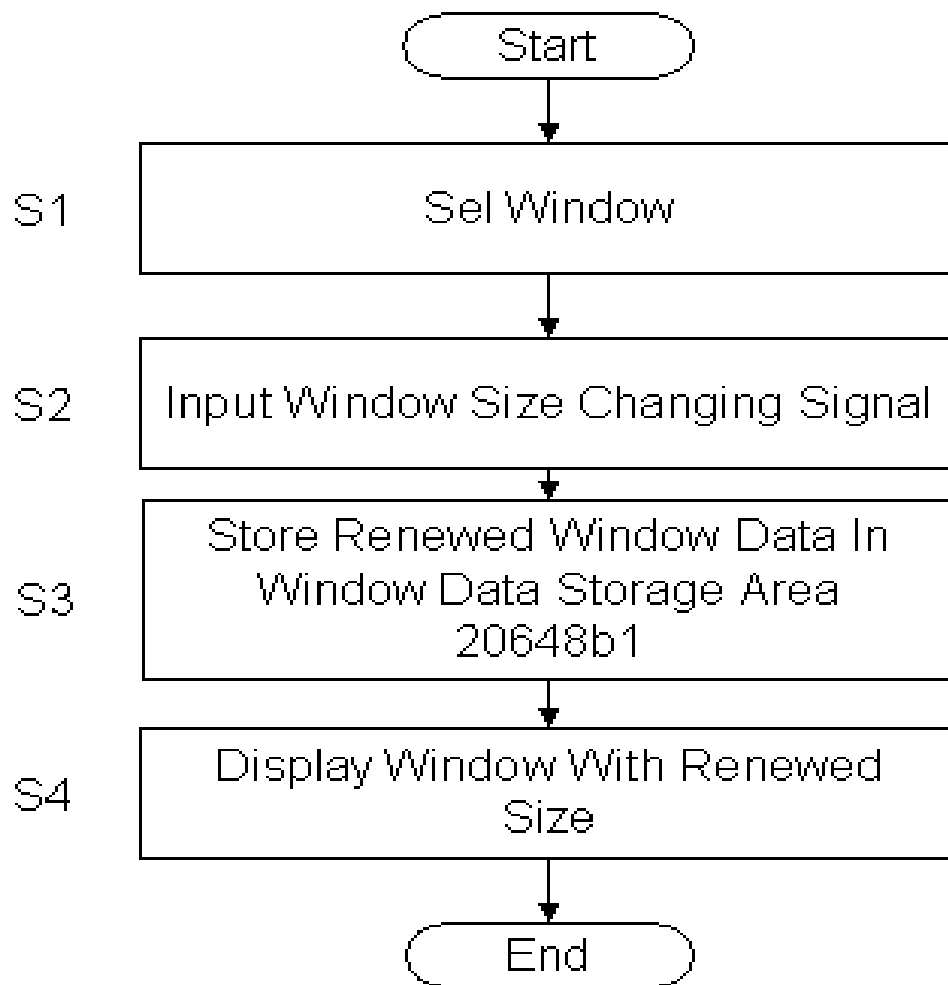 Start
S1
Sel Window
S2
Input Window Size Changing Signal
S3
Store Renewed Window Data In
Window Data Storage Area
20648b1
S4
Display Window With Renewed
Size
End